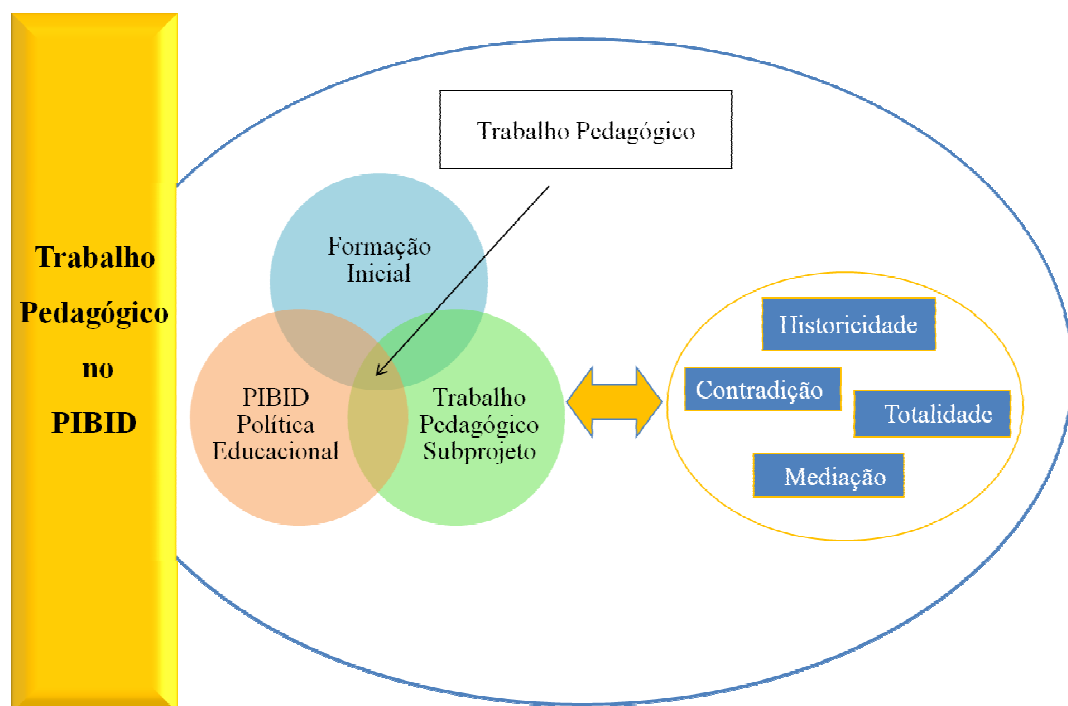 Trabalho
Pedagógico
no
PIBID
Trabalho Pedagógico
Formação
Inicial
PIBID
Política
Educacional
Trabalho
Pedagógico
Subprojeto
Historicidade
Contradição
Totalidade
Mediação